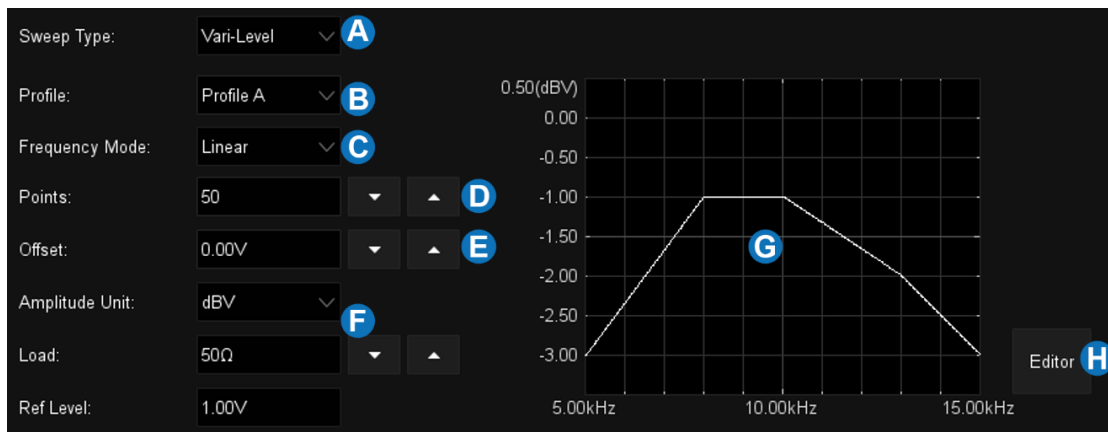 Sweep Type: Vari-Level A
Profile: Profile A B
Frequency Mode: Linear C
Points: 50 D
Offset: 0.00V E
Amplitude Unit: dBV
F
Load: 50Ω
Ref Level: 1.00V
0.50(dBV)
0.00
-0.50
-1.00
-1.50
-2.00
-2.50
-3.00
G
5.00kHz 10.00kHz 15.00kHz
Editor H